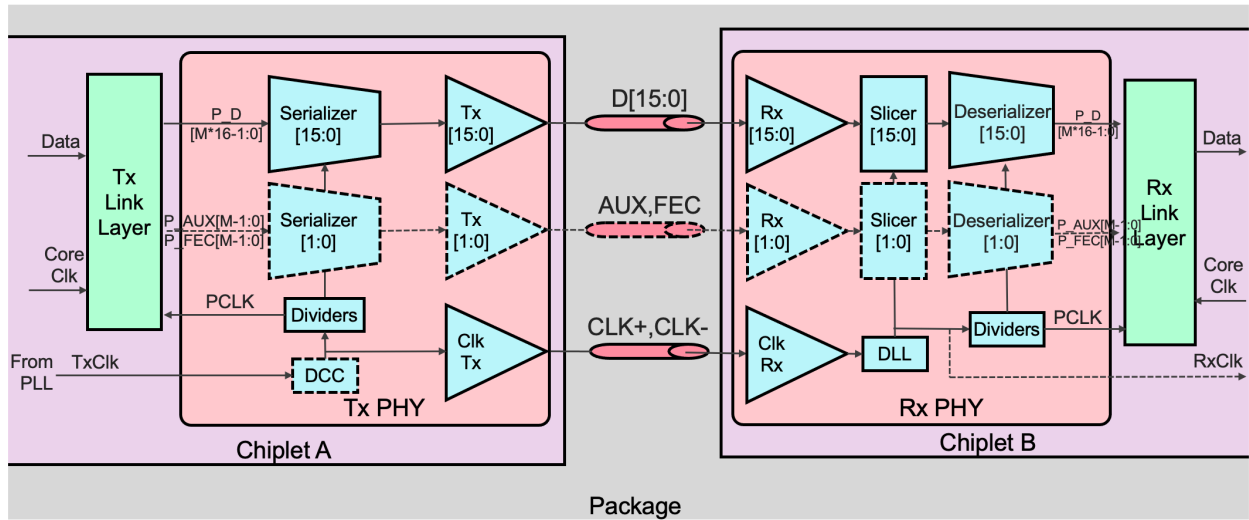 Data
Core
Clk
From
PLL
TxClk
Tx
Link
Layer
P_D
[M*16-1:0]
P_AUX[M-1:0]
P_FEC[M-1:0]
PCLK
Serializer
[15:0]
Serializer
[1:0]
Dividers
DCC
Tx
[15:0]
Tx
[1:0]
Clk
Tx
Tx PHY
Chiplet A
D[15:0]
AUX,FEC
CLK+,CLK-
Rx
[15:0]
Rx
[1:0]
Clk
Rx
Slicer
[15:0]
Slicer
[1:0]
DLL
Deserializer
[15:0]
Deserializer
[1:0]
Dividers
P_D
[M*16-1:0]
P_AUX[M-1:0]
P_FEC[M-1:0]
PCLK
Rx PHY
Rx
Link
Layer
Data
Core
Clk
RxClk
Chiplet B
Package